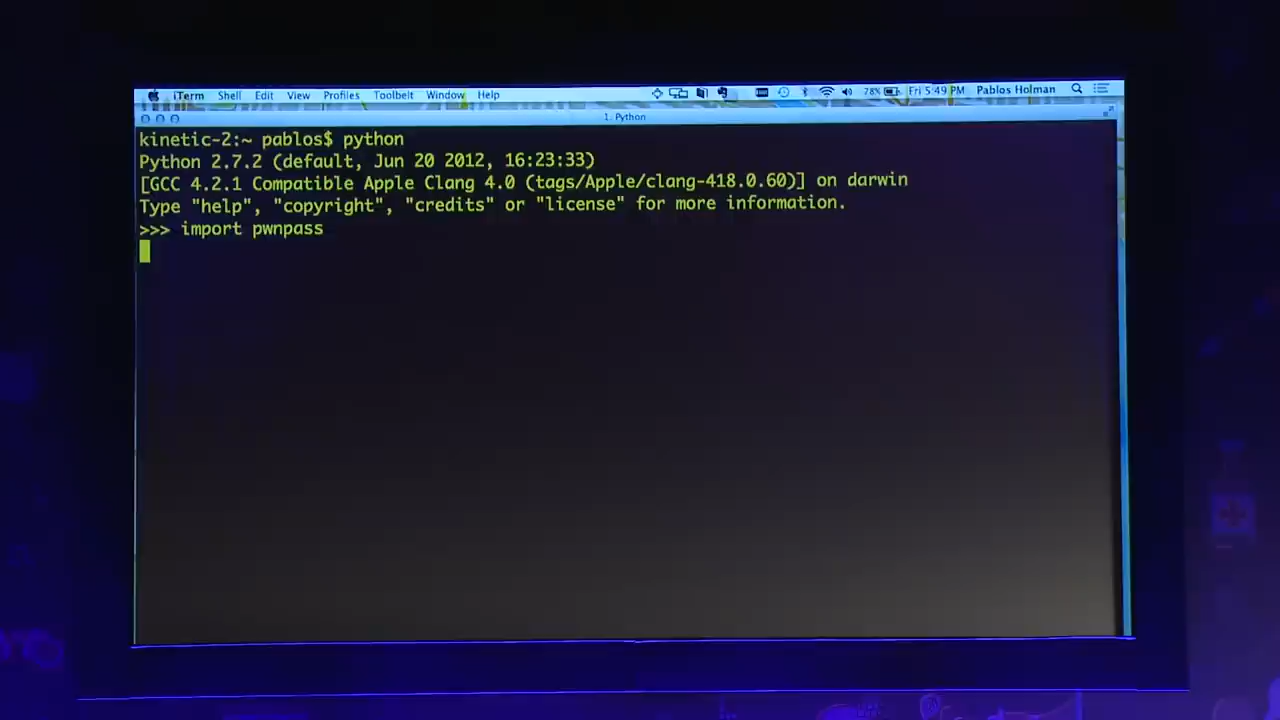 iTerm Shell Edit View Profiles Toolbelt Window Help 78% Fri 5:49 PM Pablos Holman
1. Python
kinetic-2:~ pablos$ python
Python 2.7.2 (default, Jun 20 2012, 16:23:33)
[GCC 4.2.1 Compatible Apple Clang 4.0 (tags/Apple/clang-418.0.60)] on darwin
Type "help", "copyright", "credits" or "license" for more information.
>>> import pwnpass